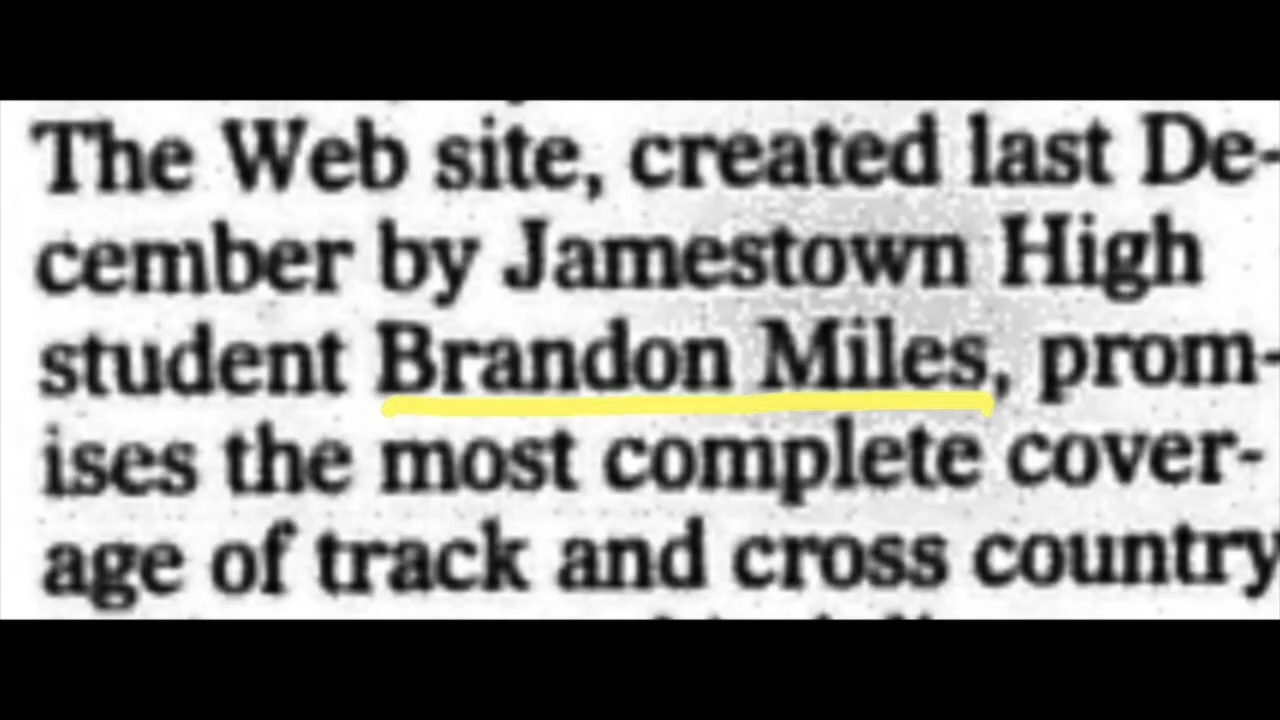 The Web site, created last De-
cember by Jamestown High
student Brandon Miles, prom-
ises the most complete cover-
age of track and cross country